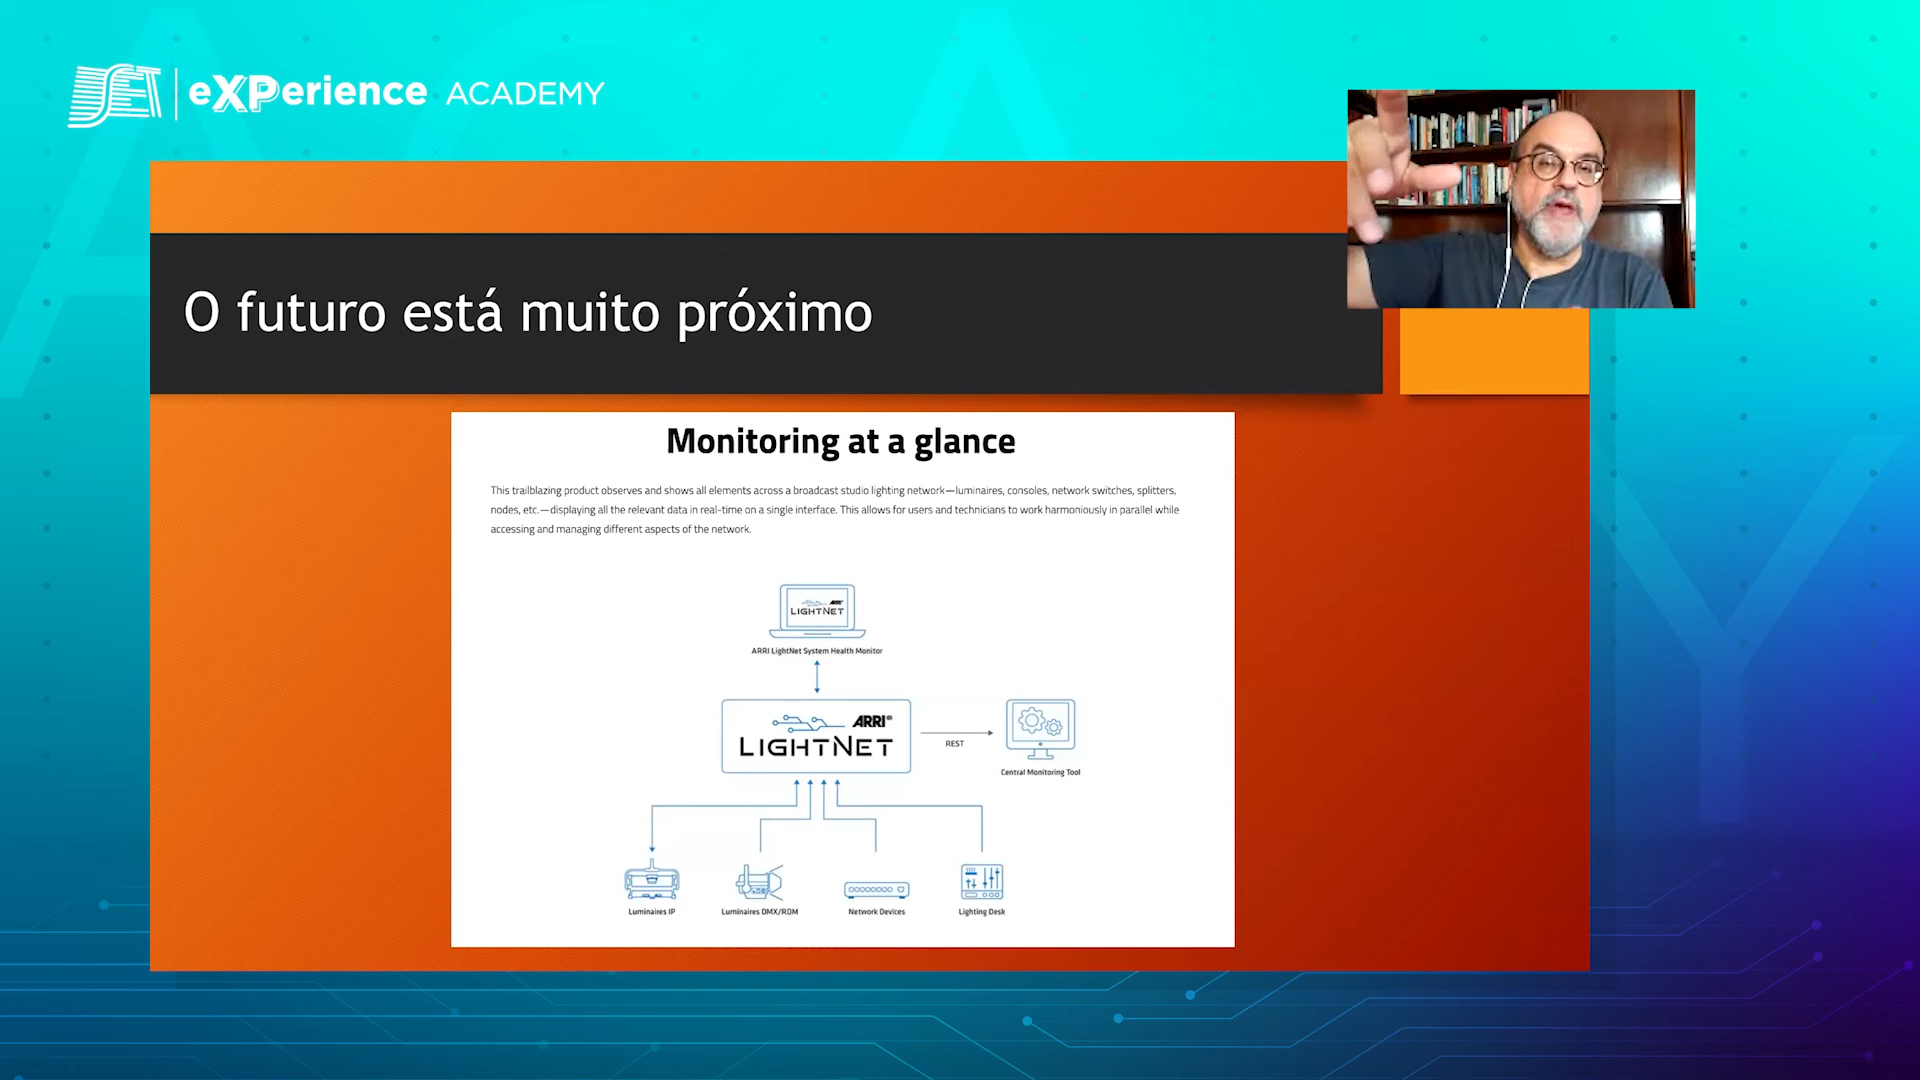 SET eXPerience ACADEMY
O futuro está muito próximo
Monitoring at a glance
This trailblazing product observes and shows all elements across a broadcast studio lighting network—luminaires, consoles, network switches, splitters,
nodes, etc.—displaying all the relevant data in real-time on a single interface. This allows for users and technicians to work harmoniously in parallel while
accessing and managing different aspects of the network.
ARRI
LIGHTNET
ARRI LightNet System Health Monitor
ARRI®
LIGHTNET
REST
Central Monitoring Tool
Luminaires IP
Luminaires DMX/RDM
Network Devices
Lighting Desk